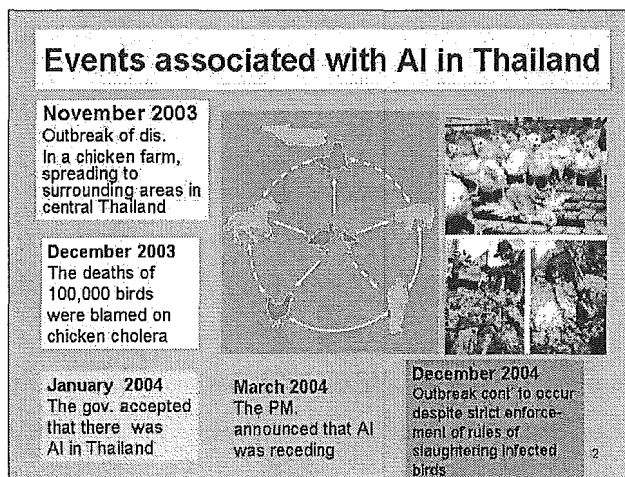 Events associated with AI in Thailand
November 2003
Outbreak of dis.
In a chicken farm,
spreading to
surrounding areas in
central Thailand
December 2003
The deaths of
100,000 birds
were blamed on
chicken cholera
January 2004
The gov. accepted
that there was
AI in Thailand
March 2004
The PM.
announced that AI
was receding
December 2004
Outbreak cont' to occur
despite strict enforce-
ment of rules of
slaughtering infected
birds
2